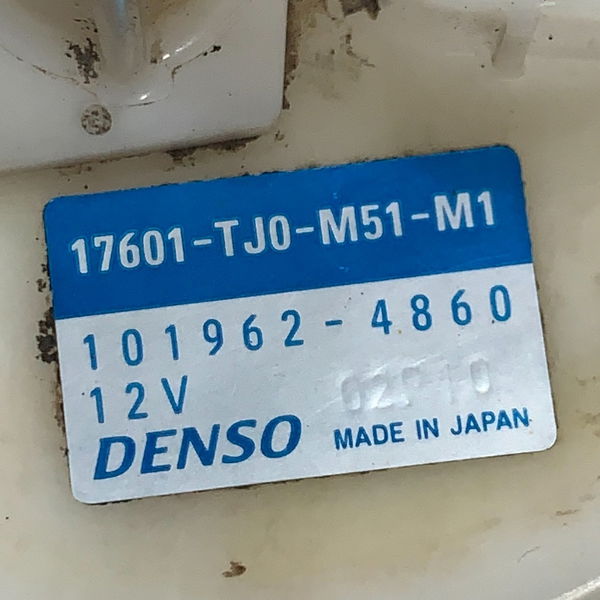 17601-TJ0-M51-M1
101962-4860
12V
DENSO MADE IN JAPAN